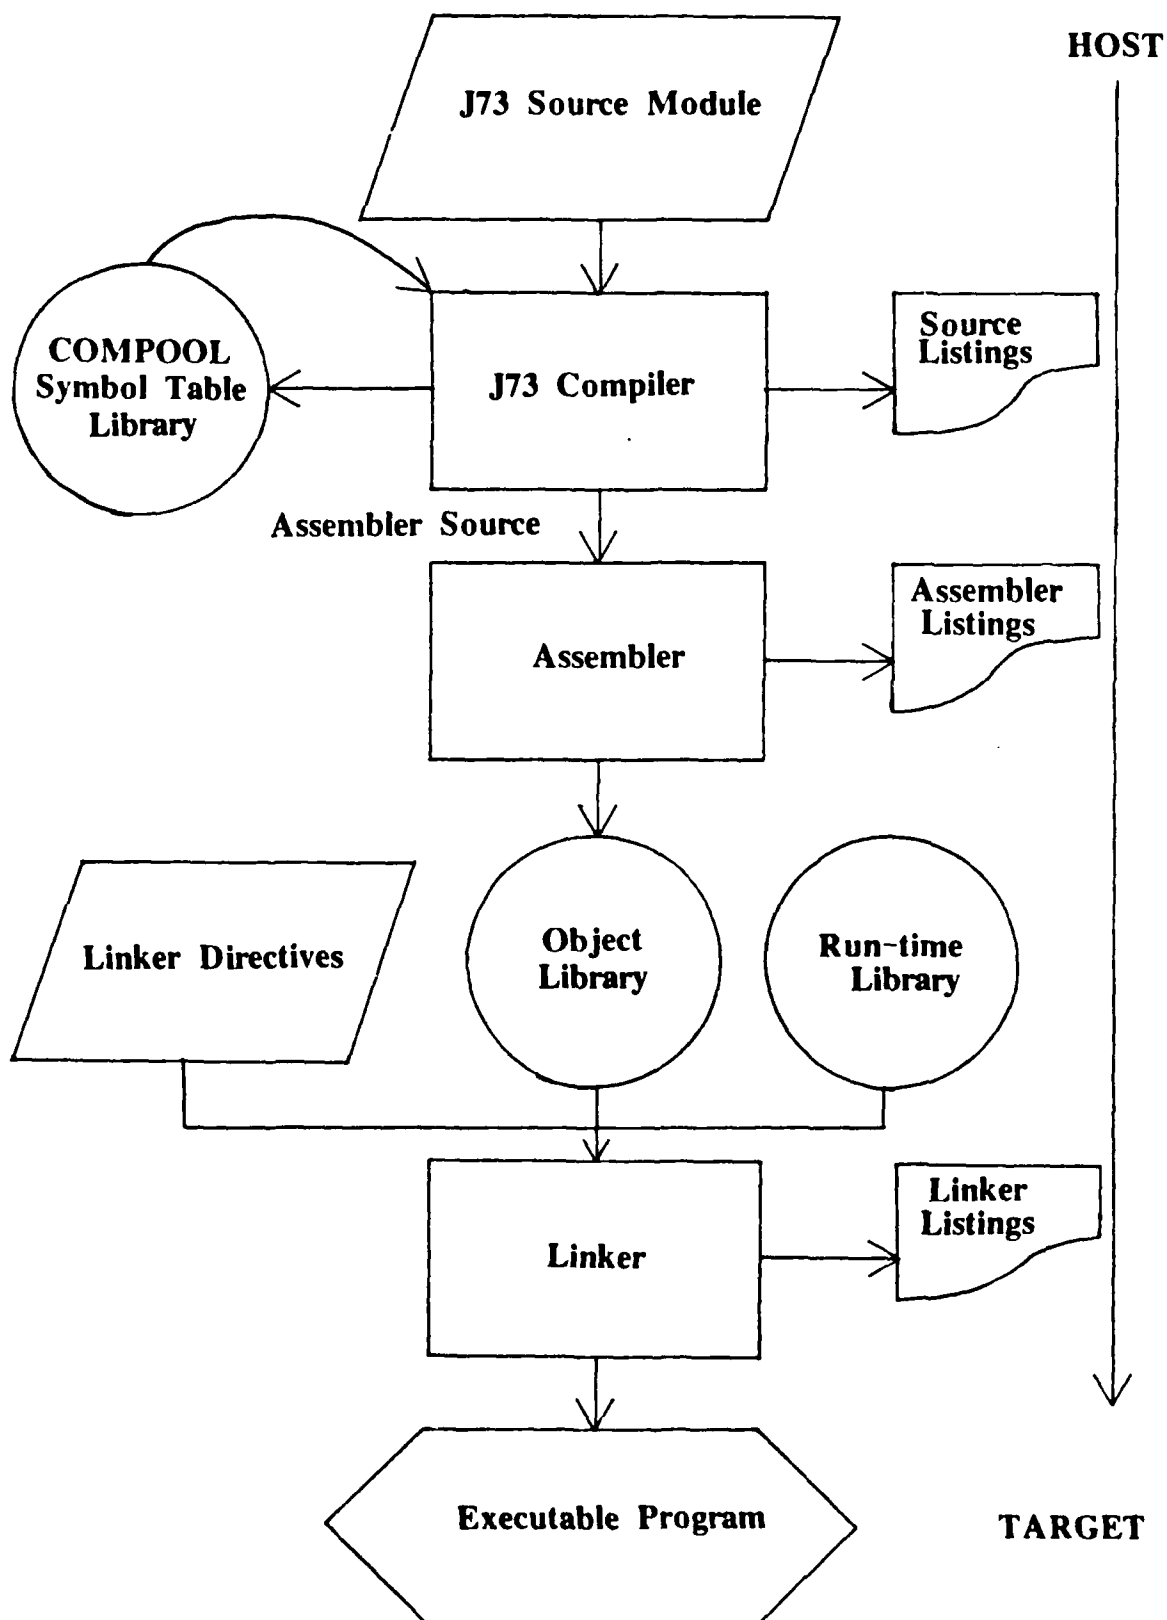 HOST
J73 Source Module
COMPOOL
Symbol Table
Library
J73 Compiler
Source
Listings
Assembler Source
Assembler
Assembler
Listings
Linker Directives
Object
Library
Run-time
Library
Linker
Linker
Listings
Executable Program
TARGET